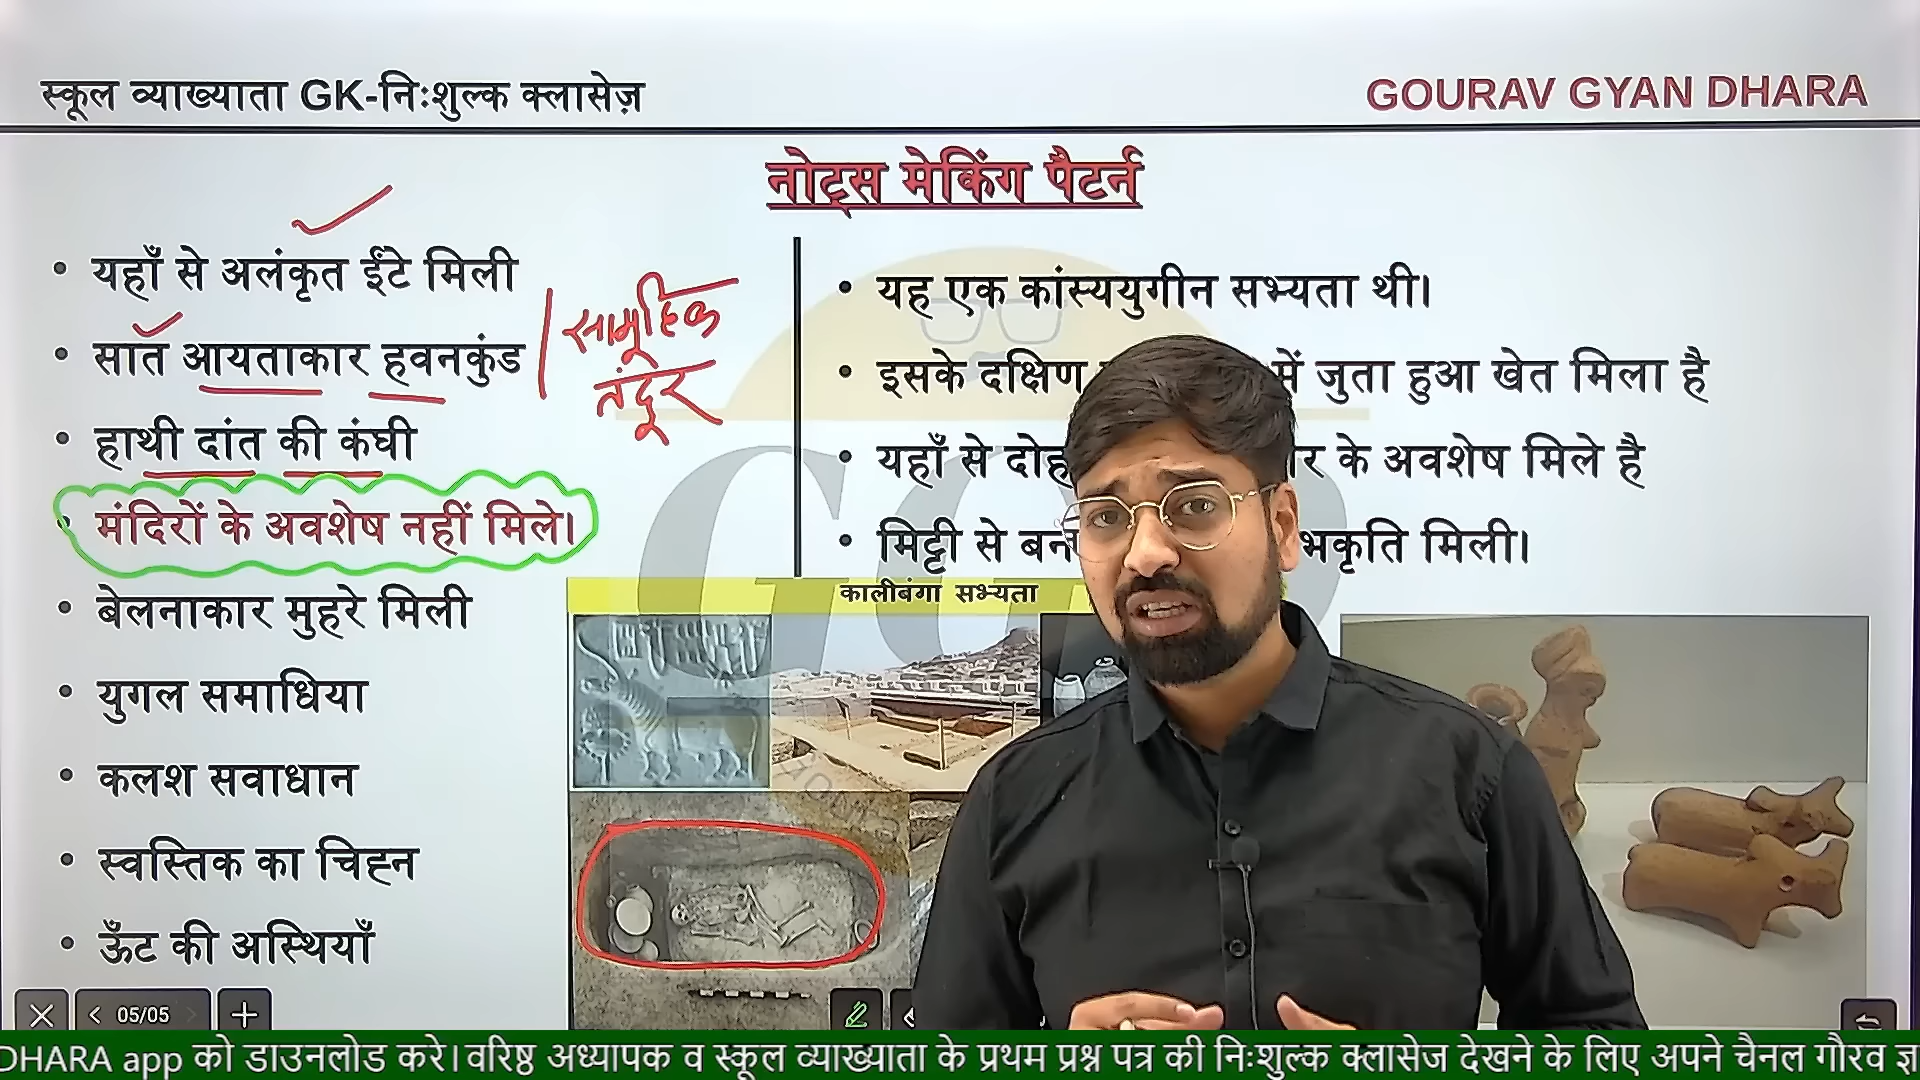 स्कूल व्याख्याता GK-निःशुल्क क्लासेज़
GOURAV GYAN DHARA
नोट्स मेकिंग पैटर्न
• यहाँ से अलंकृत ईंटे मिली
• सात आयताकार हवनकुंड
सामूहिक
तंदूर
• हाथी दांत की कंघी
• मंदिरों के अवशेष नहीं मिले।
• बेलनाकार मुहरे मिली
• युगल समाधिया
• कलश सवाधान
• स्वस्तिक का चिह्न
• ऊँट की अस्थियाँ
• यह एक कांस्ययुगीन सभ्यता थी।
• इसके दक्षिण में जुता हुआ खेत मिला है
• यहाँ से के अवशेष मिले है
• मिट्टी से मिली।
कालीबंगा सभ्यता
05/05
DHARA app को डाउनलोड करे। वरिष्ठ अध्यापक व स्कूल व्याख्याता के प्रथम प्रश्न पत्र की निःशुल्क क्लासेज देखने के लिए अपने चैनल गौरव